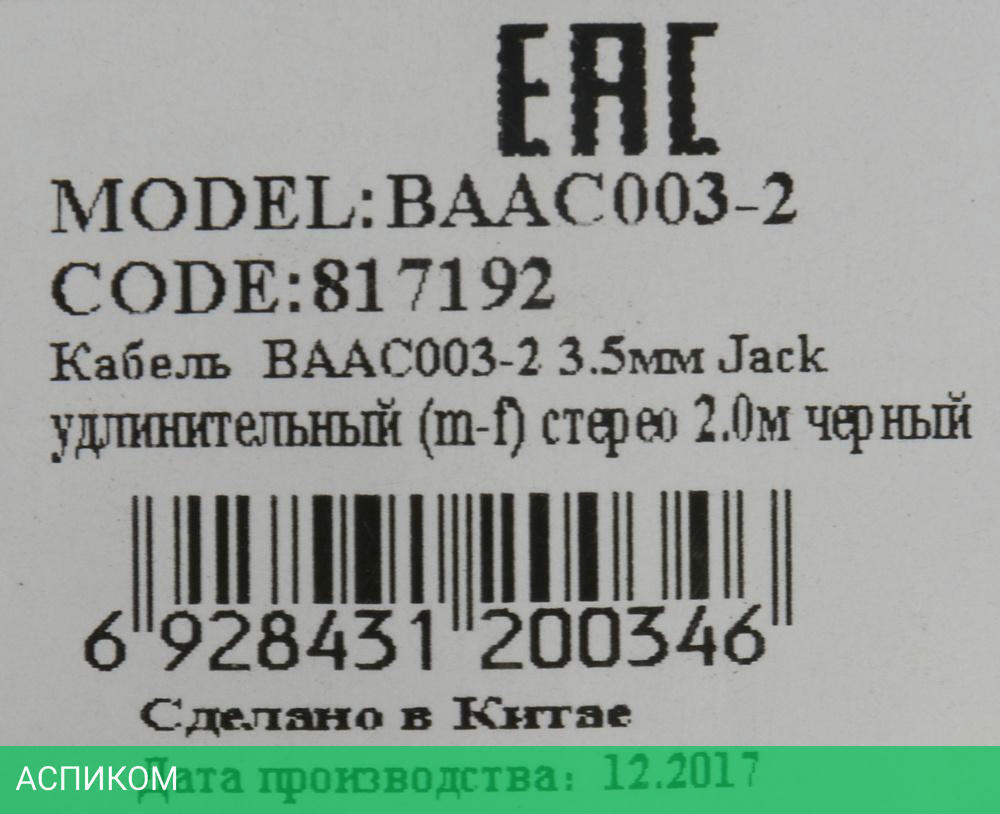 EAC
MODEL:BAAC003-2
CODE:817192
Кабель BAAC003-2 3.5мм Jack
удлинительный (m-f) стерео 2.0м черный
6 928431 200346
Сделано в Китае
Дата производства: 12.2017
АСПИКОМ